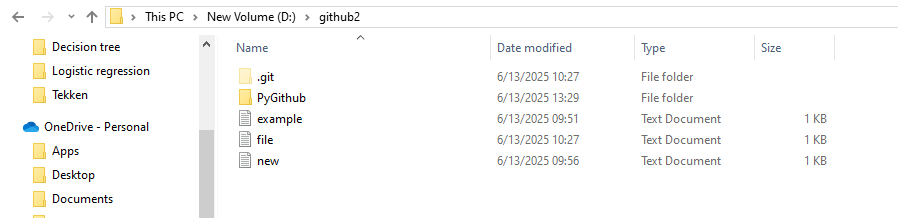 This PC > New Volume (D:) > github2
Decision tree
Logistic regression
Tekken
OneDrive - Personal
Apps
Desktop
Documents
Name Date modified Type Size
.git 6/13/2025 10:27 File folder
PyGithub 6/13/2025 13:29 File folder
example 6/13/2025 09:51 Text Document 1 KB
file 6/13/2025 10:27 Text Document 1 KB
new 6/13/2025 09:56 Text Document 1 KB